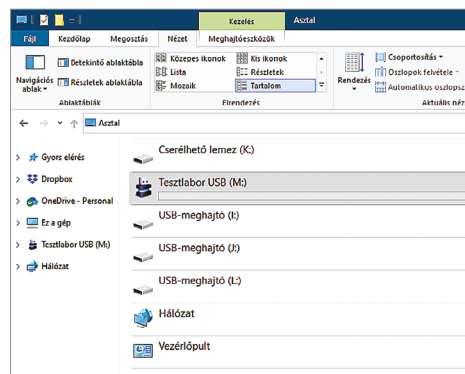 Kezelés Asztal
Fájl Kezdőlap Megosztás Nézet Meghajtóeszközök
Navigációs ablak
Betekintő ablaktábla
Részletek ablaktábla
Ablaktáblák
Közepes ikonok Kis ikonok
Lista Részletek
Mozaik Tartalom
Elrendezés
Rendezés
Csoportosítás
Oszlopok felvétele
Automatikus oszlopsz
Aktuális néz
Asztal
Gyors elérés
Dropbox
OneDrive - Personal
Ez a gép
Tesztlabor USB (M:)
Hálózat
Cserélhető lemez (K:)
Tesztlabor USB (M:)
USB-meghajtó (I:)
USB-meghajtó (J:)
USB-meghajtó (L:)
Hálózat
Vezérlőpult